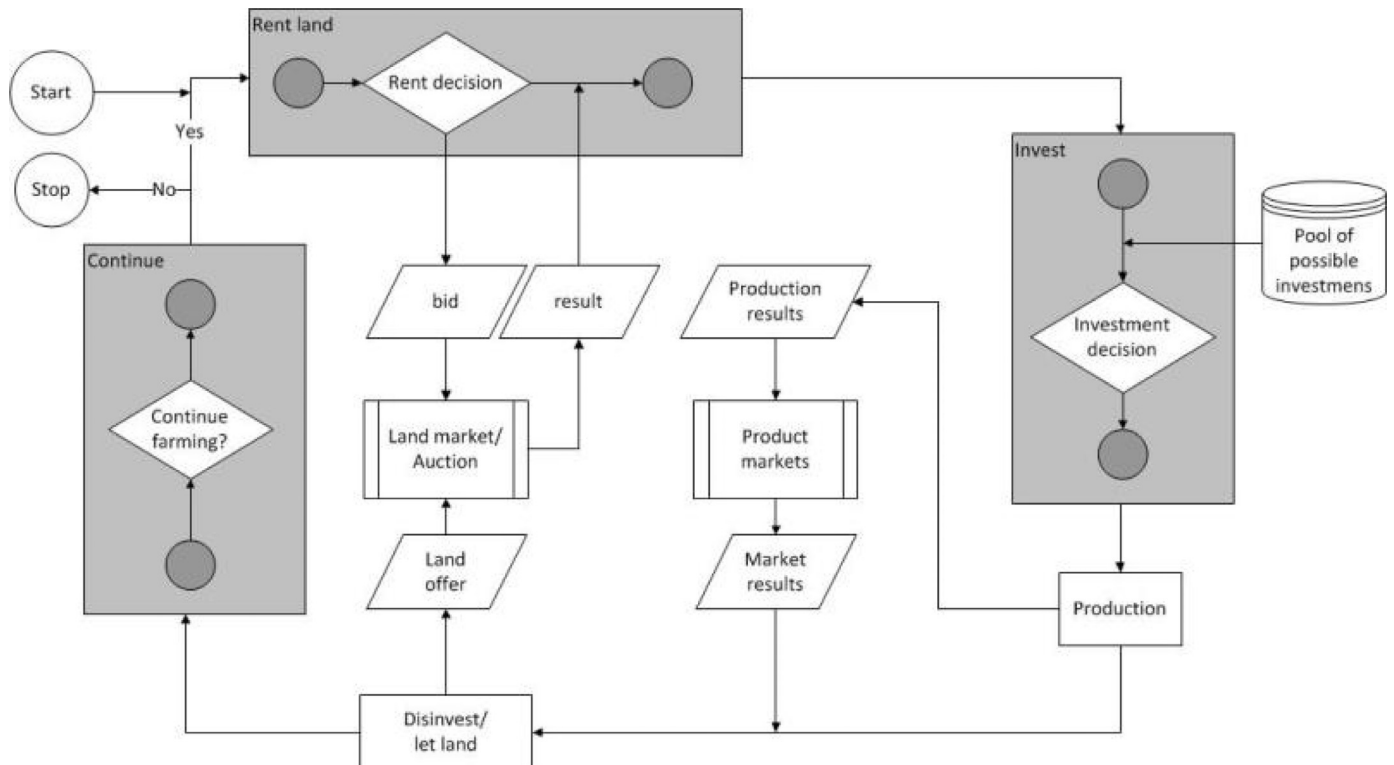 Rent land
Start
Rent decision
Yes
Invest
Stop
No
Pool of
possible
investmens
Continue
bid
result
Production
results
Investment
decision
Continue
farming?
Land market/
Auction
Product
markets
Land
offer
Market
results
Production
Disinvest/
let land